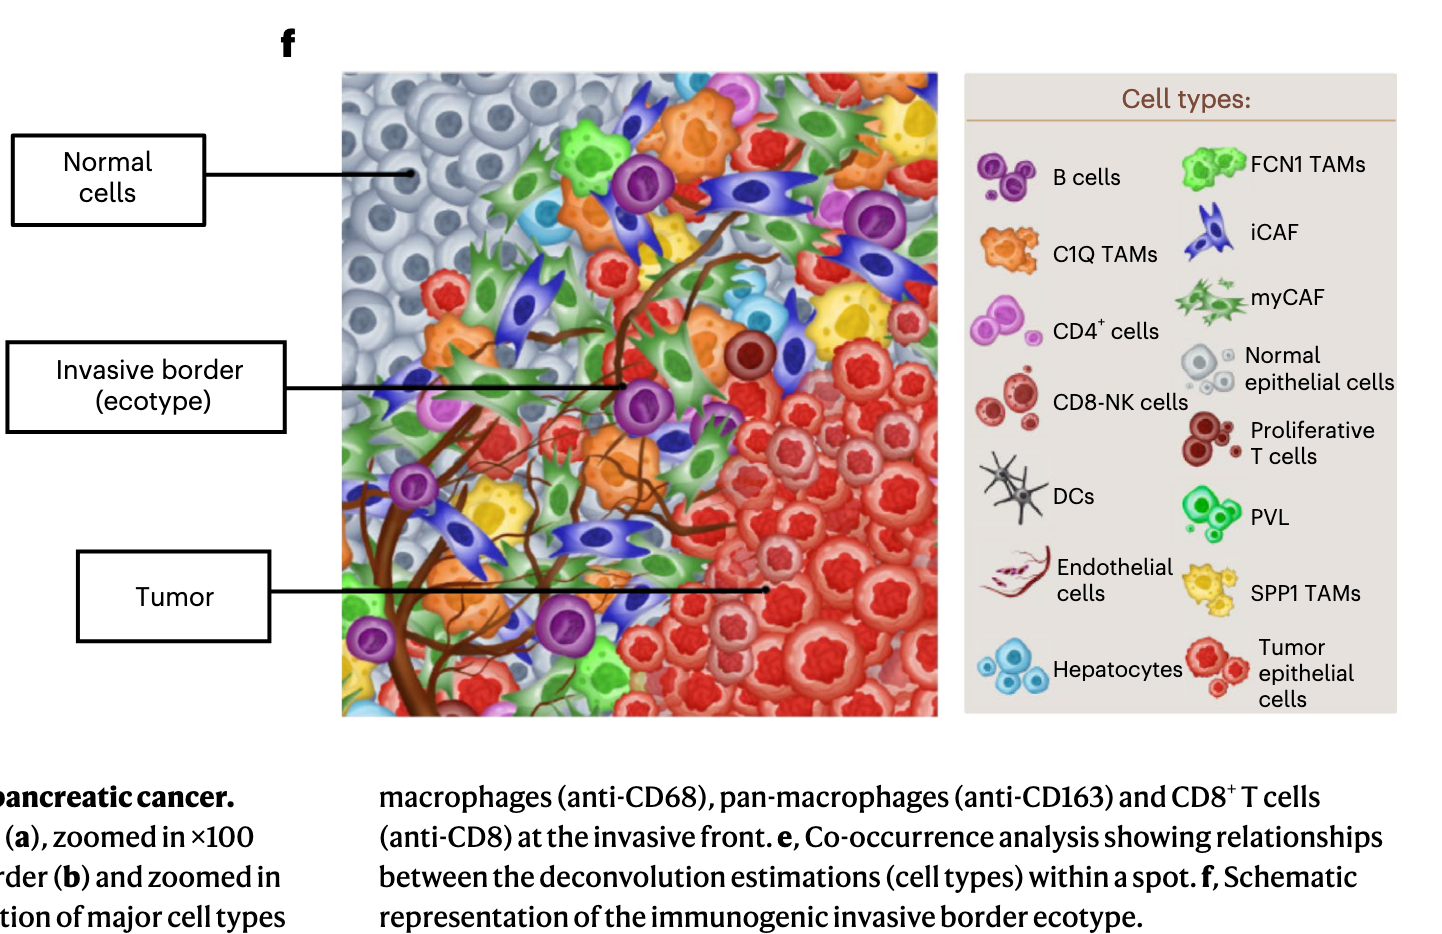 f
Normal
cells
Invasive border
(ecotype)
Tumor
Cell types:
B cells
C1Q TAMs
CD4⁺ cells
CD8-NK cells
DCs
Endothelial
cells
Hepatocytes
FCN1 TAMs
iCAF
myCAF
Normal
epithelial cells
Proliferative
T cells
PVL
SPP1 TAMs
Tumor
epithelial
cells
pancreatic cancer.
(a), zoomed in ×100
rder (b) and zoomed in
tion of major cell types
macrophages (anti-CD68), pan-macrophages (anti-CD163) and CD8⁺ T cells
(anti-CD8) at the invasive front. e, Co-occurrence analysis showing relationships
between the deconvolution estimations (cell types) within a spot. f, Schematic
representation of the immunogenic invasive border ecotype.